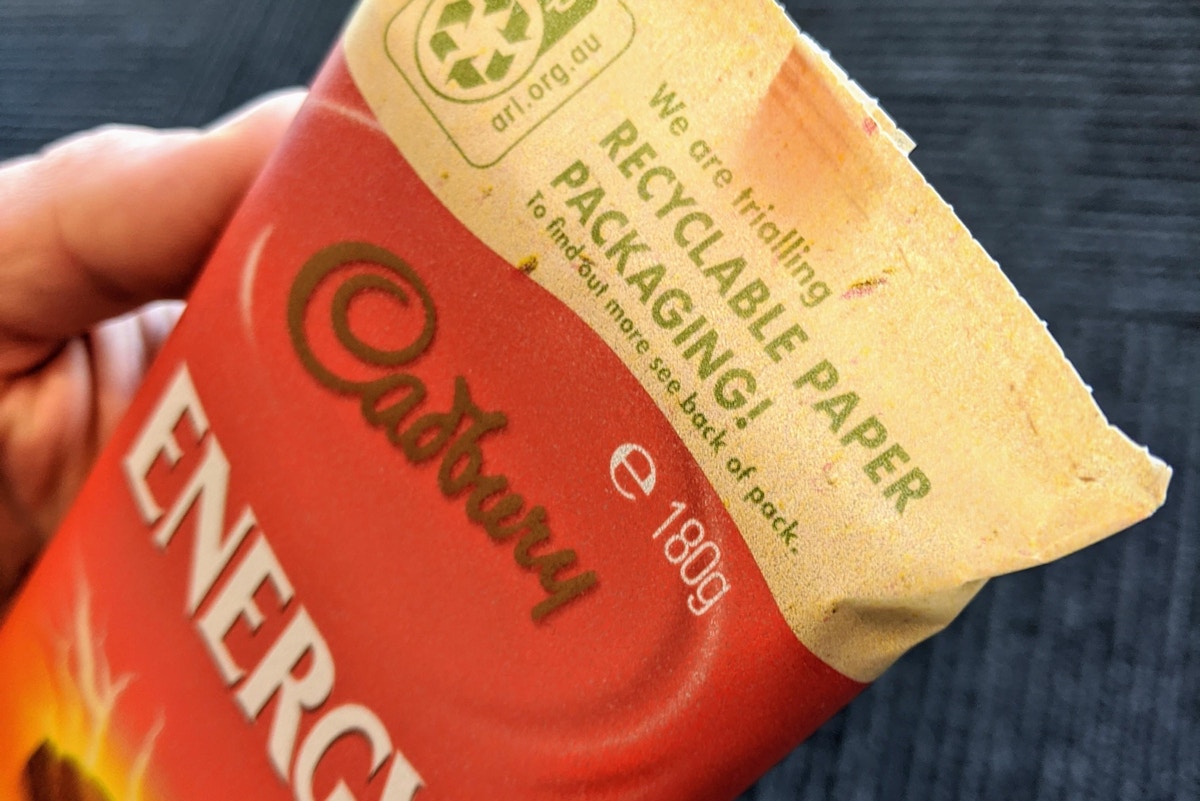 arl.org.au
We are trialling
RECYCLABLE PAPER
PACKAGING!
To find out more see back of pack.
Cadbury
e 180g
ENERGY